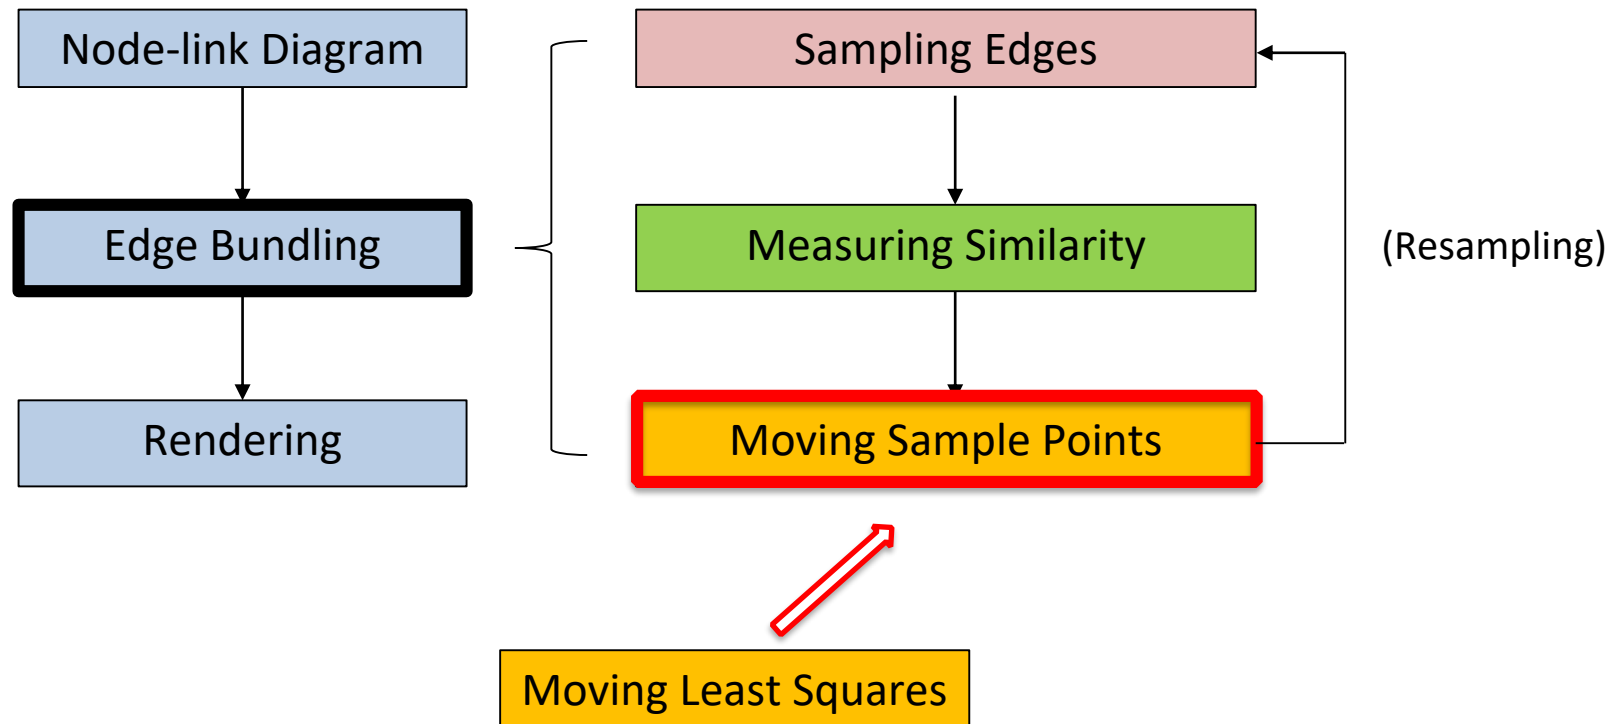 Node-link Diagram
Edge Bundling
Rendering
Sampling Edges
Measuring Similarity
Moving Sample Points
(Resampling)
Moving Least Squares